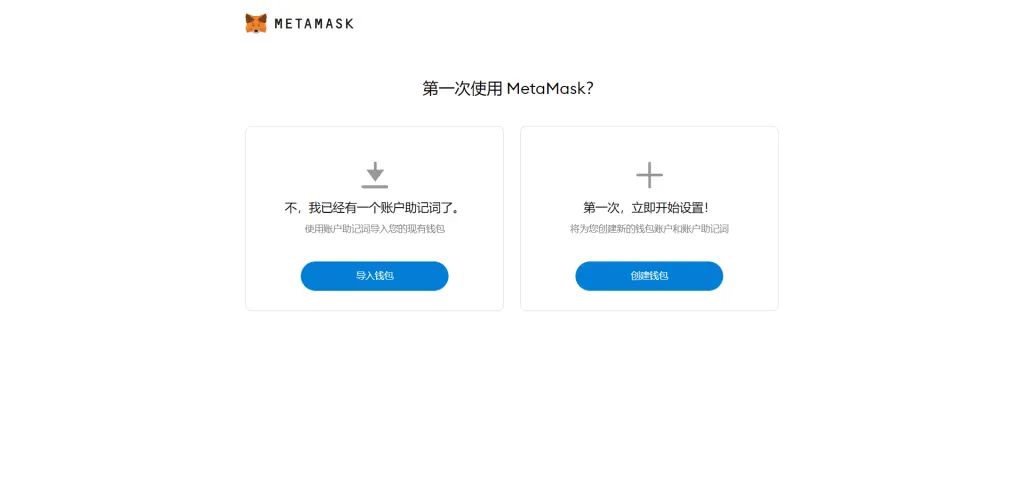 METAMASK
第一次使用 MetaMask？
不，我已经有一个账户助记词了。
使用账户助记词导入您的现有钱包
导入钱包
第一次，立即开始设置！
将为您创建新的钱包账户和账户助记词
创建钱包